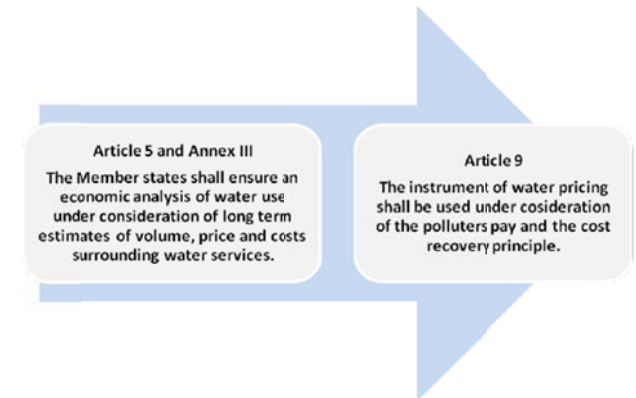 Article 5 and Annex III
The Member states shall ensure an
economic analysis of water use
under consideration of long term
estimates of volume, price and costs
surrounding water services.
Article 9
The instrument of water pricing
shall be used under cosideration
of the polluters pay and the cost
recovery principle.